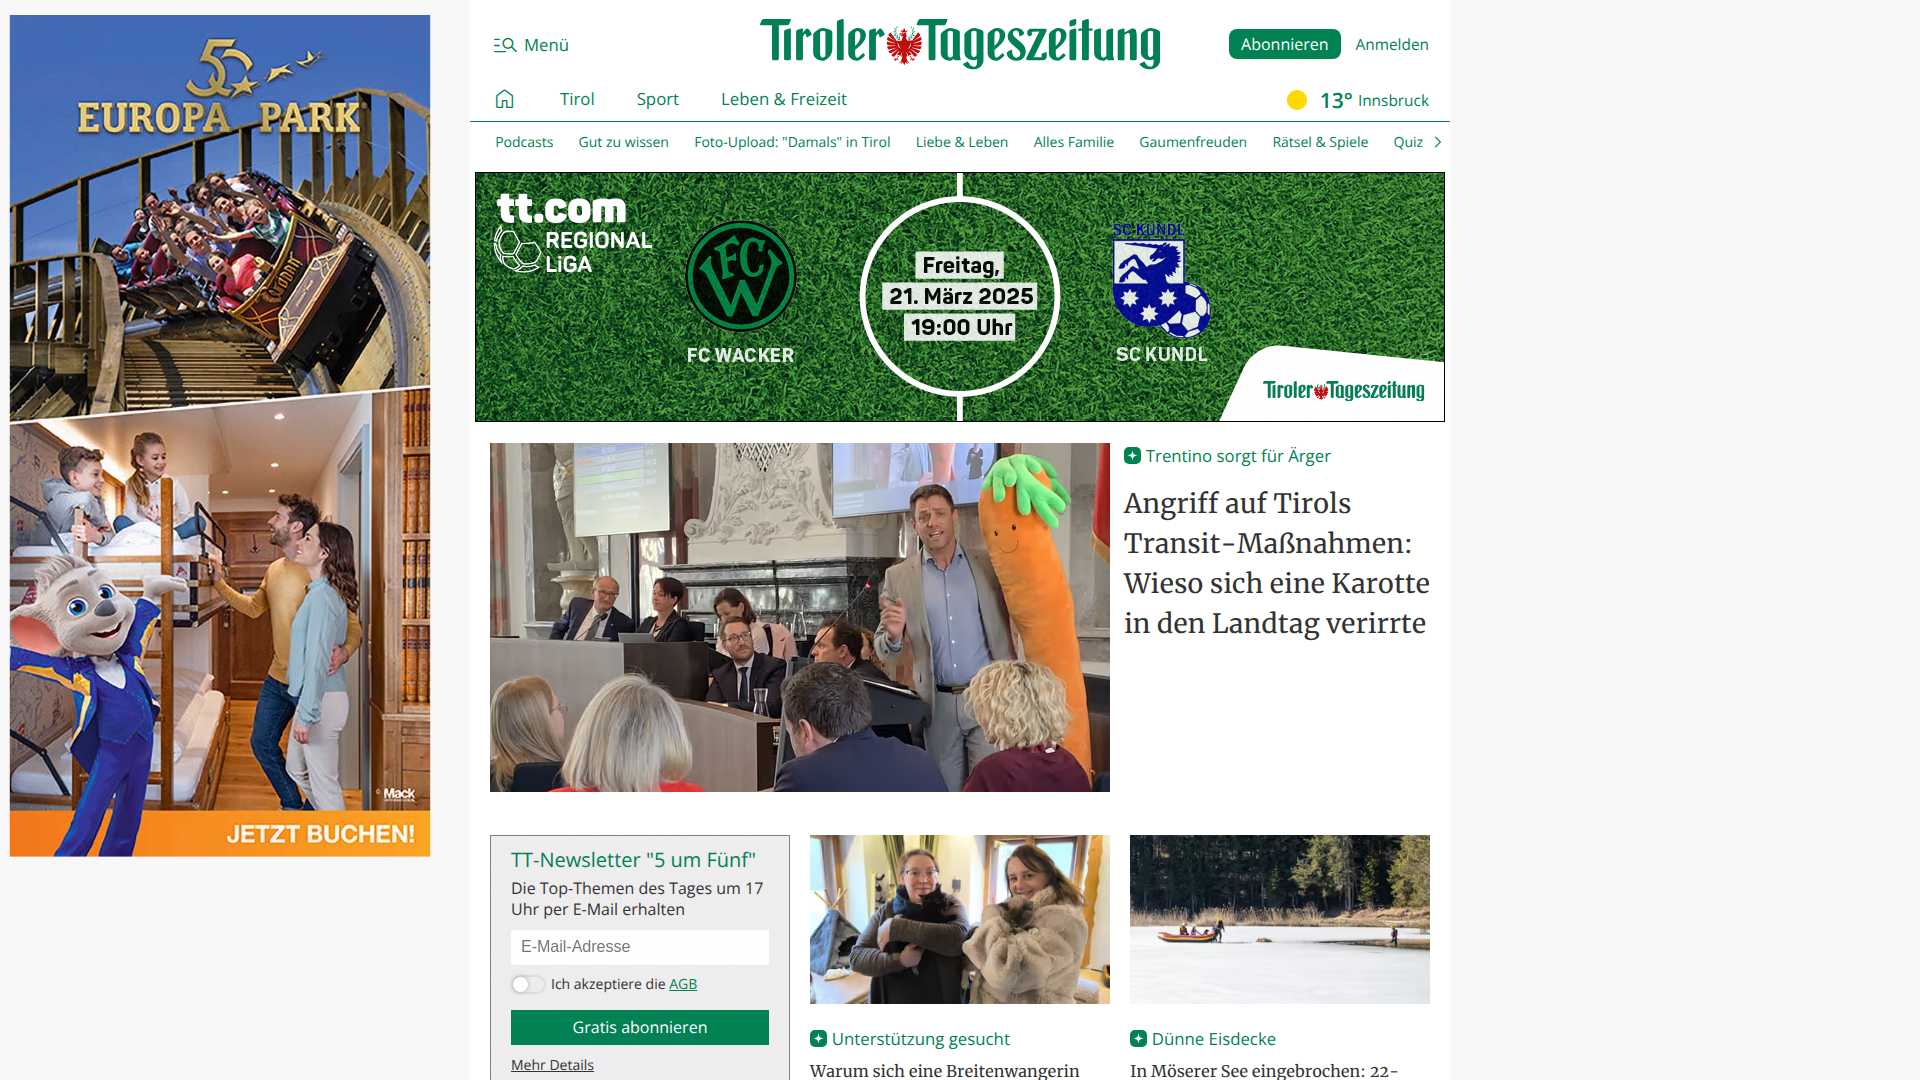 50
EUROPA PARK
© Mack
JETZT BUCHEN!
Menü
Tiroler Tageszeitung
Abonnieren
Anmelden
Tirol
Sport
Leben & Freizeit
13° Innsbruck
Podcasts
Gut zu wissen
Foto-Upload: "Damals" in Tirol
Liebe & Leben
Alles Familie
Gaumenfreuden
Rätsel & Spiele
Quiz
tt.com
REGIONAL
LiGA
FCW
FC WACKER
Freitag,
21. März 2025
19:00 Uhr
SC KUNDL
SC KUNDL
Tiroler Tageszeitung
Trentino sorgt für Ärger
Angriff auf Tirols
Transit-Maßnahmen:
Wieso sich eine Karotte
in den Landtag verirrte
TT-Newsletter "5 um Fünf"
Die Top-Themen des Tages um 17
Uhr per E-Mail erhalten
E-Mail-Adresse
Ich akzeptiere die AGB
Gratis abonnieren
Mehr Details
Unterstützung gesucht
Warum sich eine Breitenwangerin
Dünne Eisdecke
In Möserer See eingebrochen: 22-